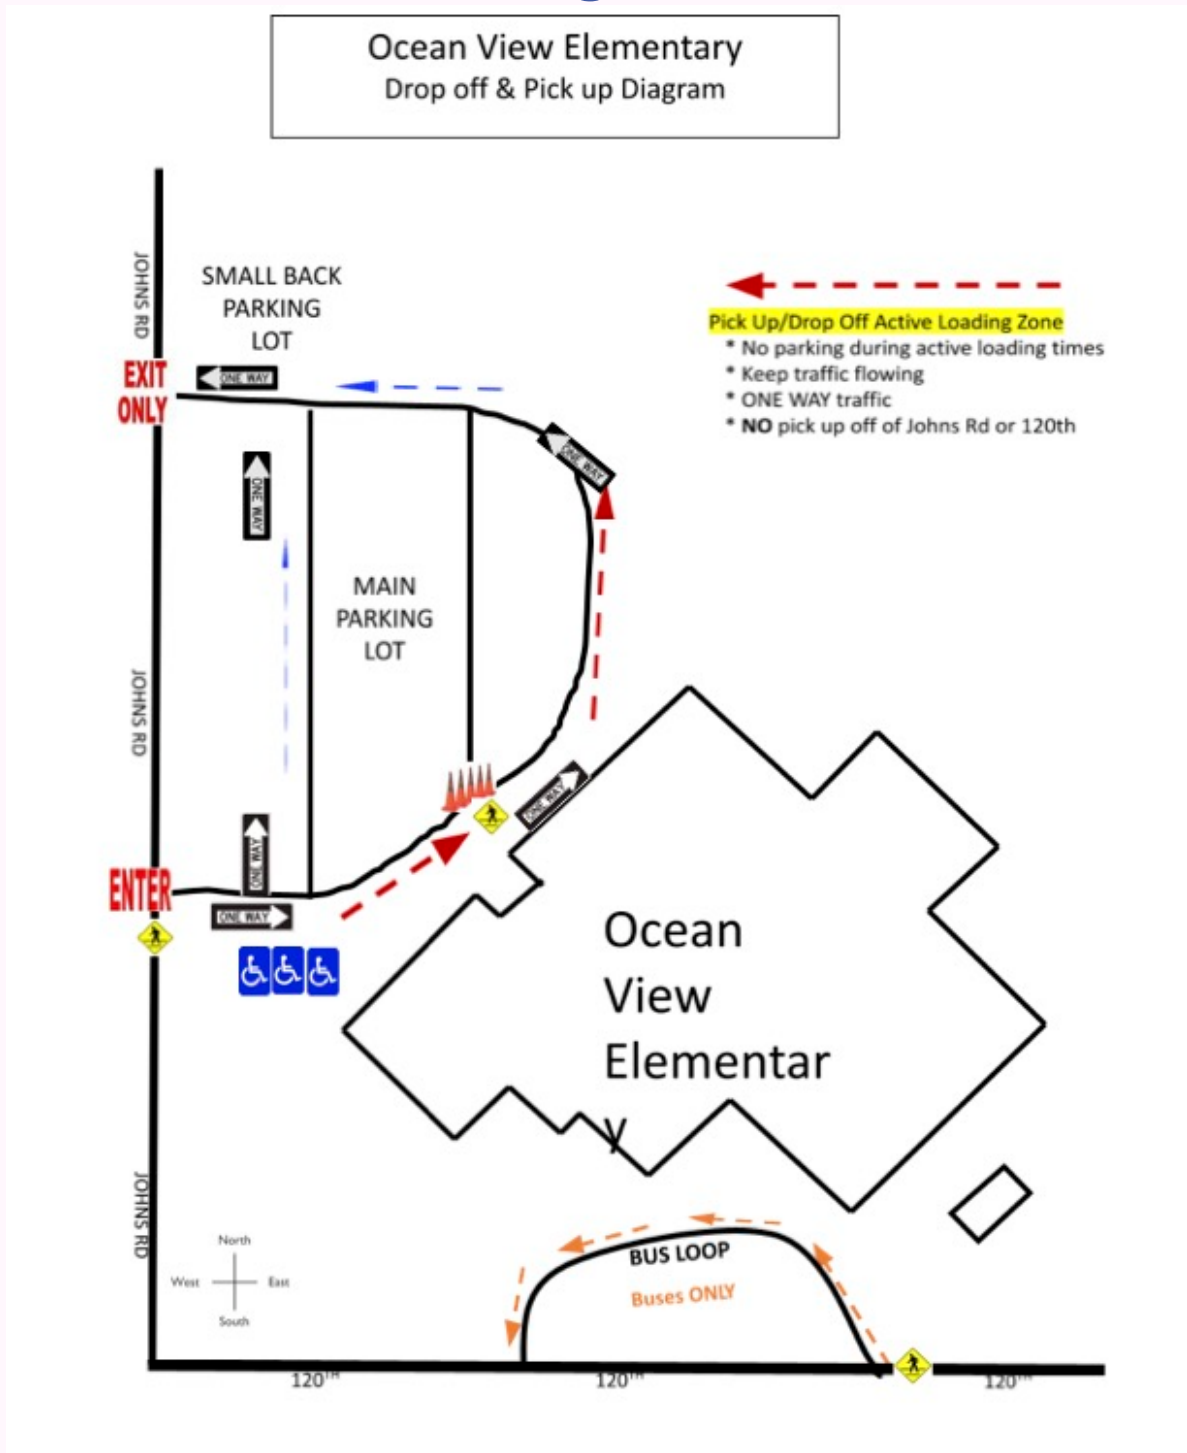 Ocean View Elementary
Drop off & Pick up Diagram
JOHNS RD
SMALL BACK
PARKING
LOT
EXIT
ONLY
ONE WAY
Pick Up/Drop Off Active Loading Zone
* No parking during active loading times
* Keep traffic flowing
* ONE WAY traffic
* NO pick up off of Johns Rd or 120th
ONE WAY
ONE WAY
MAIN
PARKING
LOT
JOHNS RD
ONE WAY
ONE WAY
ENTER
ONE WAY
Ocean
View
Elementar
y
JOHNS RD
North
West
East
South
BUS LOOP
Buses ONLY
120TH
120TH
120TH